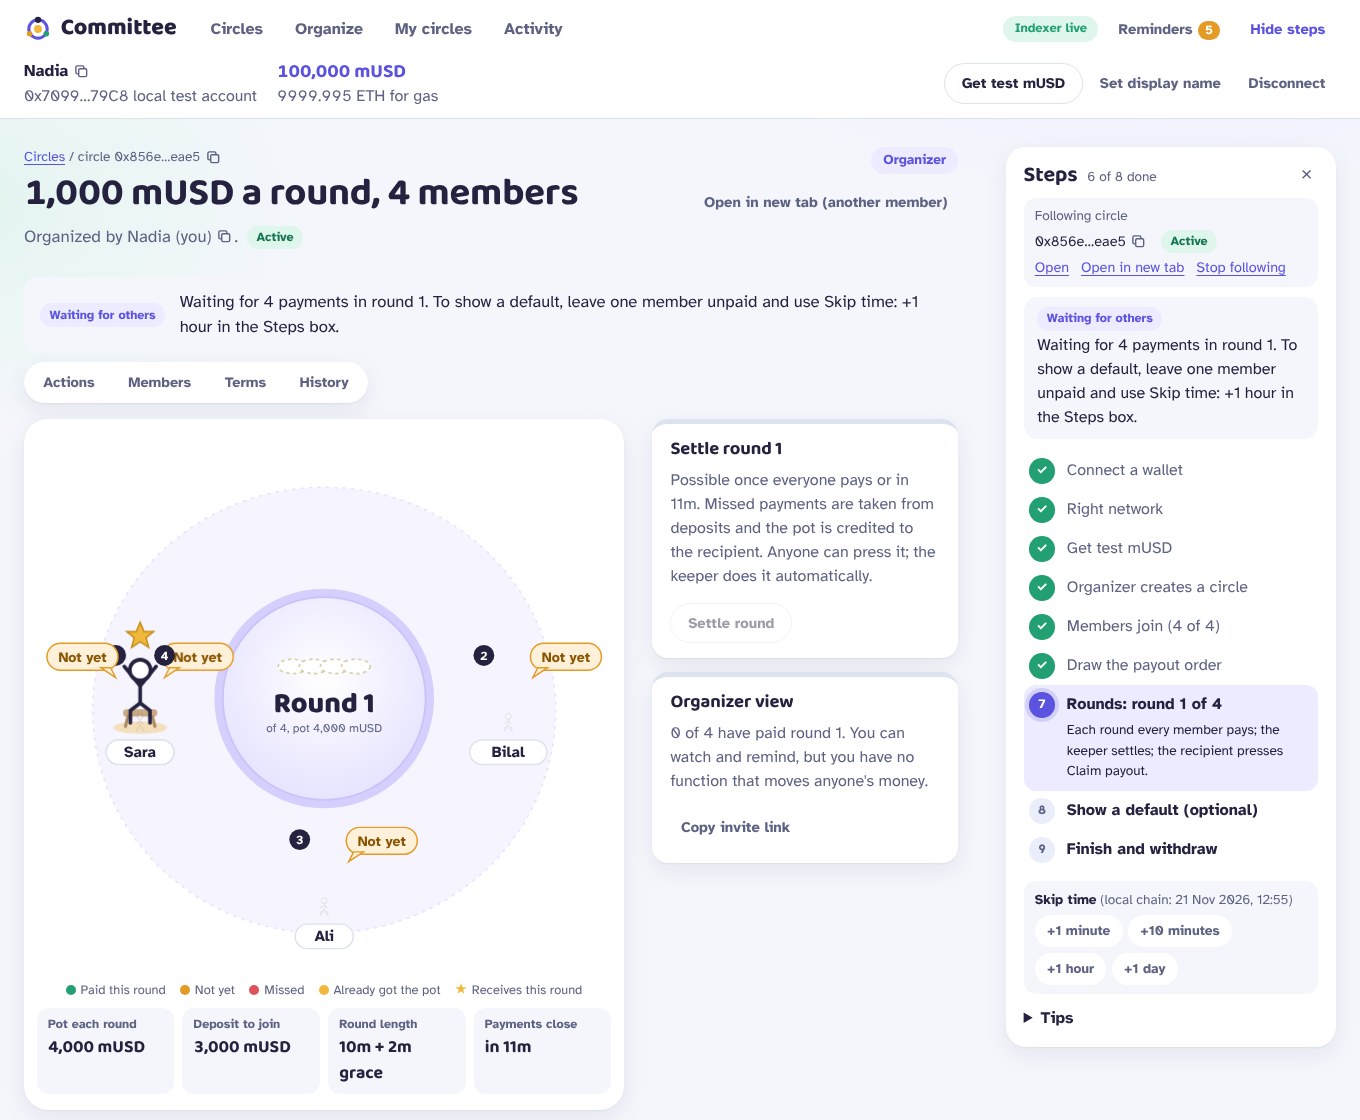 Committee
Circles
Organize
My circles
Activity
Indexer live
Reminders 5
Hide steps
Nadia
0x7099...79C8 local test account
100,000 mUSD
9999.995 ETH for gas
Get test mUSD
Set display name
Disconnect
Circles / circle 0x856e...eae5
1,000 mUSD a round, 4 members
Organized by Nadia (you) . Active
Organizer
Open in new tab (another member)
Waiting for others
Waiting for 4 payments in round 1. To show a default, leave one member unpaid and use Skip time: +1
hour in the Steps box.
Actions
Members
Terms
History
Not yet
4
Not yet
Sara
2
Not yet
Bilal
3
Not yet
Ali
Round 1
of 4, pot 4,000 mUSD
Paid this round
Not yet
Missed
Already got the pot
Receives this round
Pot each round
4,000 mUSD
Deposit to join
3,000 mUSD
Round length
10m + 2m
grace
Payments close
in 11m
Settle round 1
Possible once everyone pays or in
11m. Missed payments are taken from
deposits and the pot is credited to
the recipient. Anyone can press it; the
keeper does it automatically.
Settle round
Organizer view
0 of 4 have paid round 1. You can
watch and remind, but you have no
function that moves anyone's money.
Copy invite link
Steps 6 of 8 done
Following circle
0x856e...eae5 Active
Open Open in new tab Stop following
Waiting for others
Waiting for 4 payments in round 1. To
show a default, leave one member
unpaid and use Skip time: +1 hour in
the Steps box.
Connect a wallet
Right network
Get test mUSD
Organizer creates a circle
Members join (4 of 4)
Draw the payout order
7 Rounds: round 1 of 4
Each round every member pays; the
keeper settles; the recipient presses
Claim payout.
8 Show a default (optional)
9 Finish and withdraw
Skip time (local chain: 21 Nov 2026, 12:55)
+1 minute
+10 minutes
+1 hour
+1 day
Tips